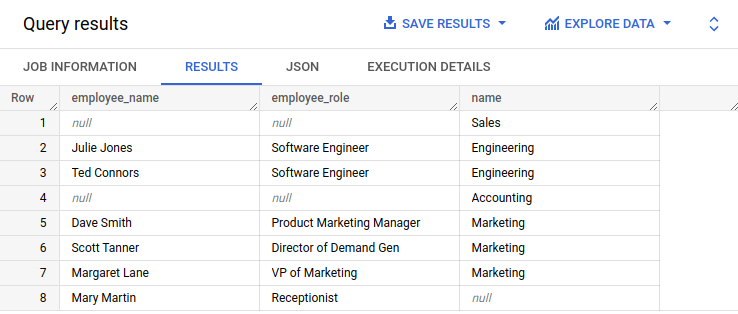 Query results SAVE RESULTS EXPLORE DATA
JOB INFORMATION RESULTS JSON EXECUTION DETAILS
Row employee_name employee_role name
1 null null Sales
2 Julie Jones Software Engineer Engineering
3 Ted Connors Software Engineer Engineering
4 null null Accounting
5 Dave Smith Product Marketing Manager Marketing
6 Scott Tanner Director of Demand Gen Marketing
7 Margaret Lane VP of Marketing Marketing
8 Mary Martin Receptionist null